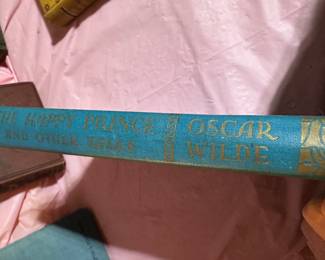 THE HAPPY PRINCE
AND OTHER TALES
OSCAR
WILDE